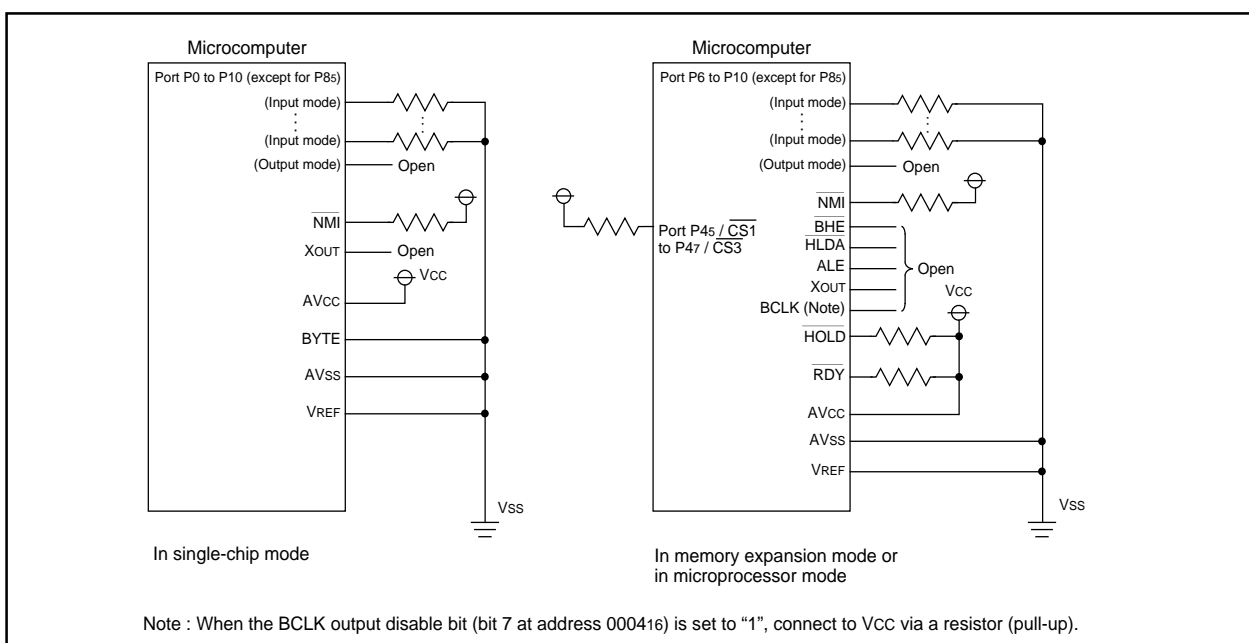 Microcomputer
Port P0 to P10 (except for P85)
(Input mode)
(Input mode)
(Output mode)
Open
NMI
XOUT
Open
VCC
AVCC
BYTE
AVSS
VREF
VSS
In single-chip mode
Microcomputer
Port P6 to P10 (except for P85)
(Input mode)
(Input mode)
(Output mode)
Open
NMI
Port P45 / CS1
to P47 / CS3
BHE
HLDA
ALE
Open
XOUT
VCC
BCLK (Note)
HOLD
RDY
AVCC
AVSS
VREF
VSS
In memory expansion mode or
in microprocessor mode
Note : When the BCLK output disable bit (bit 7 at address 000416) is set to “1”, connect to VCC via a resistor (pull-up).